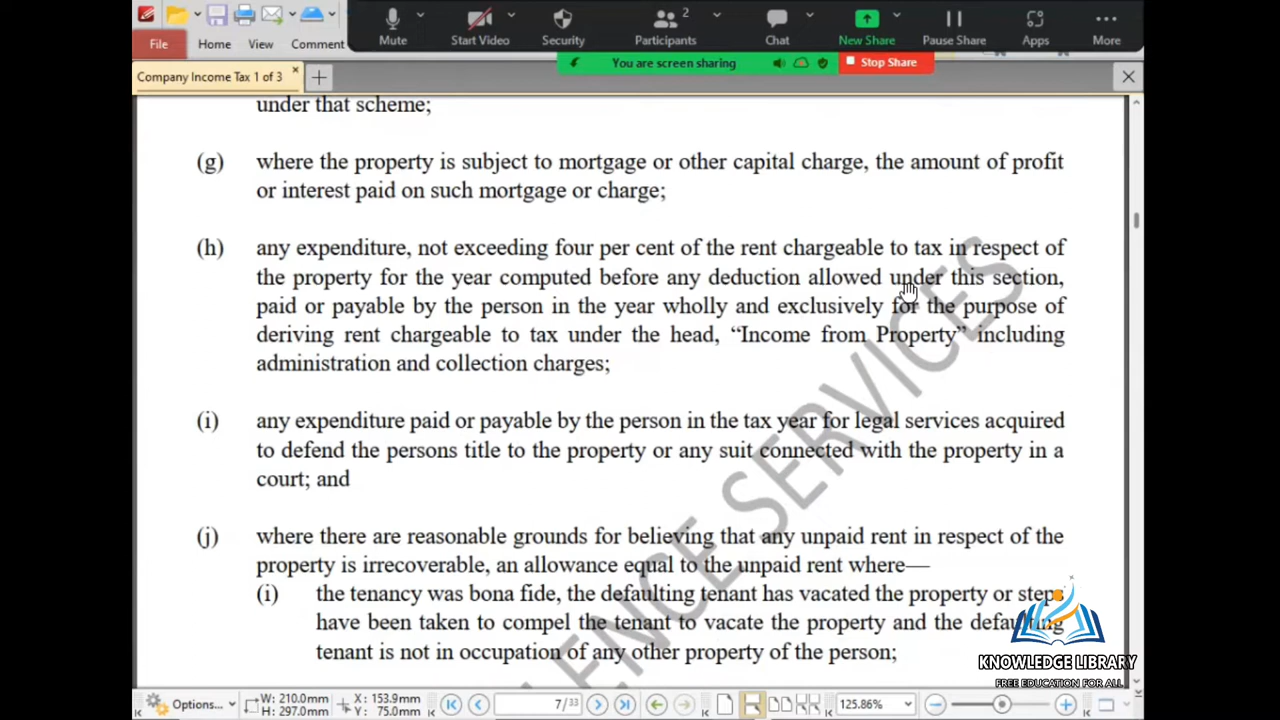 2
Mute
Start Video
Security
Participants
Chat
New Share
Pause Share
Apps
More
File
Home
View
Comment
You are screen sharing
Stop Share
Company Income Tax 1 of 3
under that scheme;
(g) where the property is subject to mortgage or other capital charge, the amount of profit
or interest paid on such mortgage or charge;
(h) any expenditure, not exceeding four per cent of the rent chargeable to tax in respect of
the property for the year computed before any deduction allowed under this section,
paid or payable by the person in the year wholly and exclusively for the purpose of
deriving rent chargeable to tax under the head, “Income from Property” including
administration and collection charges;
(i) any expenditure paid or payable by the person in the tax year for legal services acquired
to defend the persons title to the property or any suit connected with the property in a
court; and
(j) where there are reasonable grounds for believing that any unpaid rent in respect of the
property is irrecoverable, an allowance equal to the unpaid rent where—
(i) the tenancy was bona fide, the defaulting tenant has vacated the property or steps
have been taken to compel the tenant to vacate the property and the defaulting
tenant is not in occupation of any other property of the person;
ENCE SERVICES
KNOWLEDGE LIBRARY
FREE EDUCATION FOR ALL
Options...
W: 210.0mm
H: 297.0mm
X: 153.9mm
Y: 75.0mm
7 / 33
125.86%